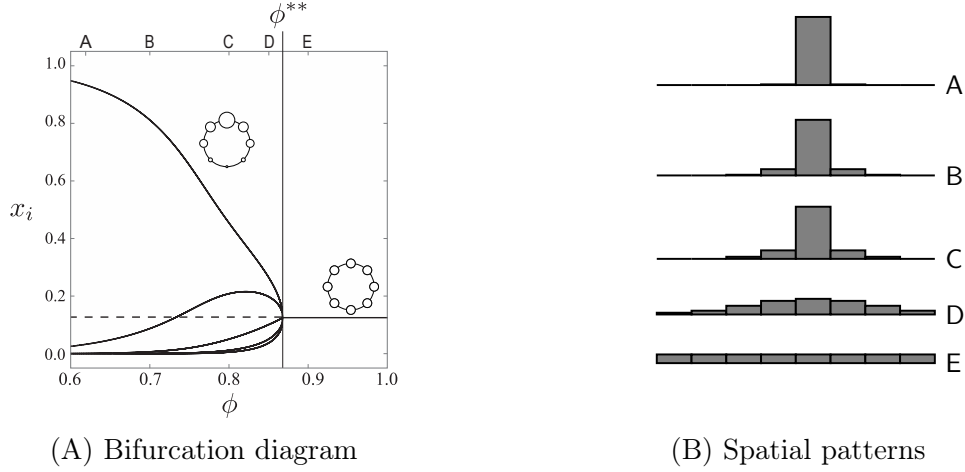 ϕ**
A B C D E
1.0
0.8
0.6
0.4
0.2
0.0
x_i
0.6 0.7 0.8 0.9 1.0
ϕ
(A) Bifurcation diagram
A
B
C
D
E
(B) Spatial patterns